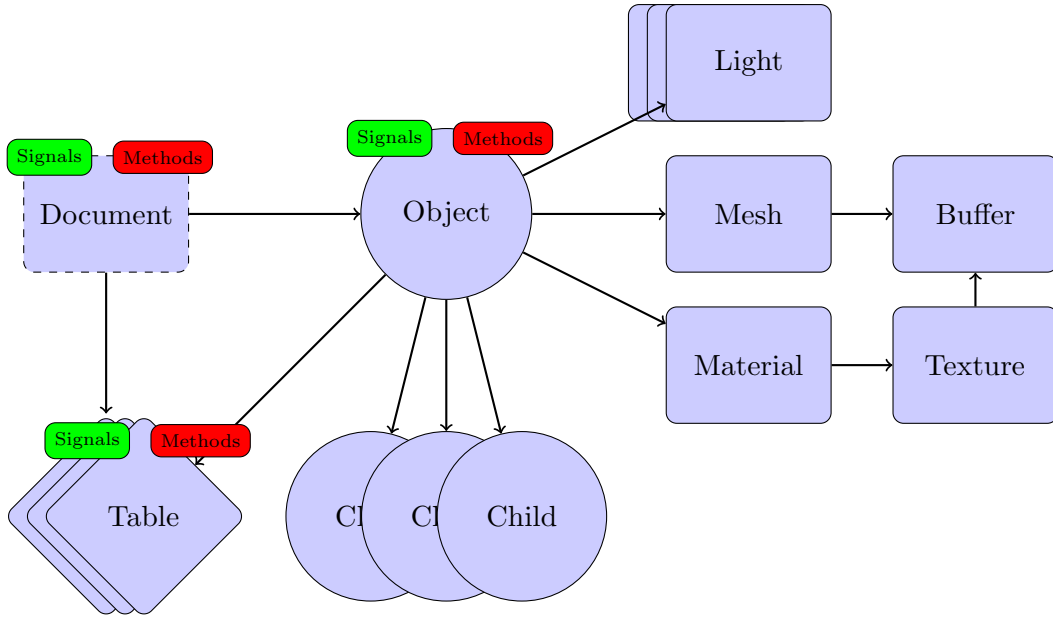 Light
Signals
Methods
Signals
Methods
Document
Object
Mesh
Buffer
Material
Texture
Signals
Methods
Table
Child